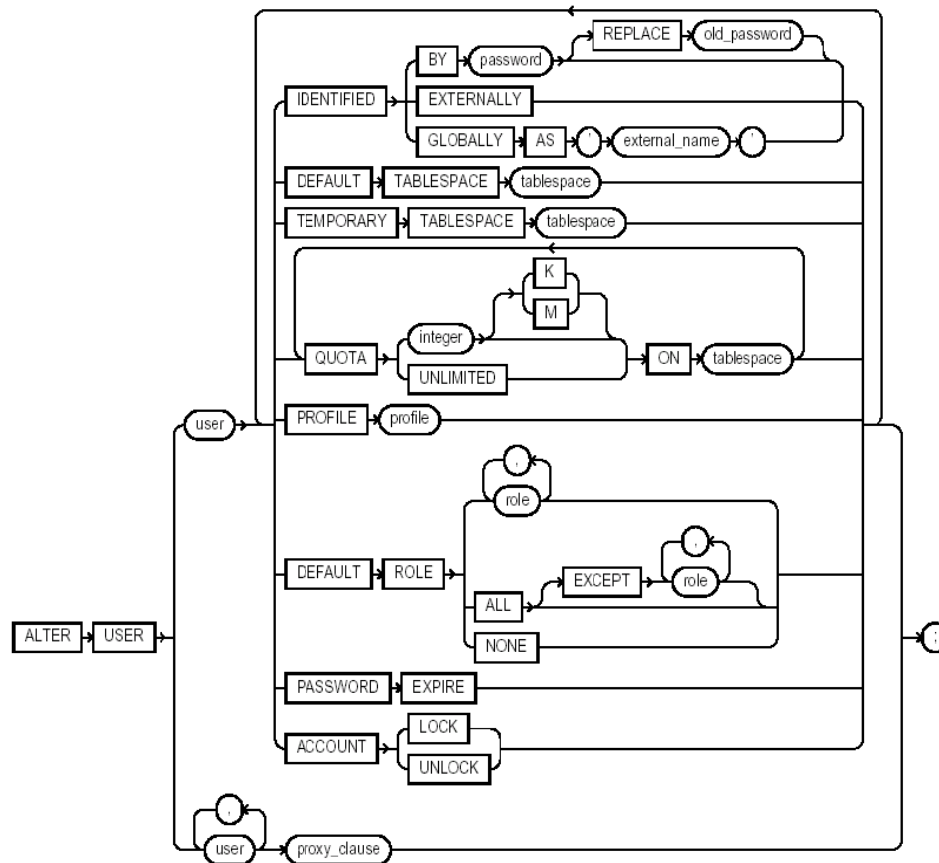 REPLACE old_password
BY password
IDENTIFIED EXTERNALLY
GLOBALLY AS ' external_name '
DEFAULT TABLESPACE tablespace
TEMPORARY TABLESPACE tablespace
K
M
integer
QUOTA ON tablespace
UNLIMITED
user PROFILE profile
,
role
DEFAULT ROLE
,
EXCEPT role
ALL
NONE
ALTER USER ;
PASSWORD EXPIRE
LOCK
ACCOUNT
UNLOCK
,
user proxy_clause